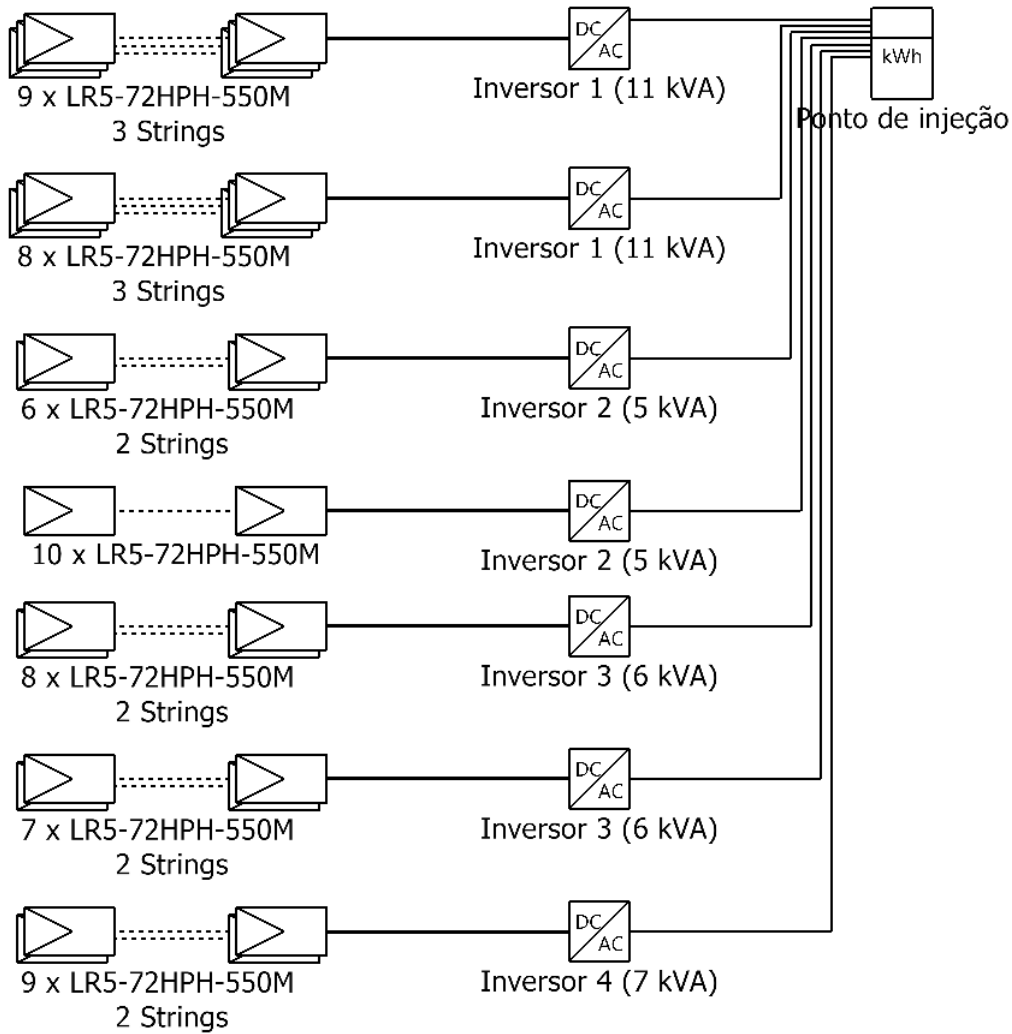 DC
AC
kWh
9 x LR5-72HPH-550M
3 Strings
Inversor 1 (11 kVA)
Ponto de injeção
DC
AC
8 x LR5-72HPH-550M
3 Strings
Inversor 1 (11 kVA)
DC
AC
6 x LR5-72HPH-550M
2 Strings
Inversor 2 (5 kVA)
DC
AC
10 x LR5-72HPH-550M
Inversor 2 (5 kVA)
DC
AC
8 x LR5-72HPH-550M
2 Strings
Inversor 3 (6 kVA)
DC
AC
7 x LR5-72HPH-550M
2 Strings
Inversor 3 (6 kVA)
DC
AC
9 x LR5-72HPH-550M
2 Strings
Inversor 4 (7 kVA)